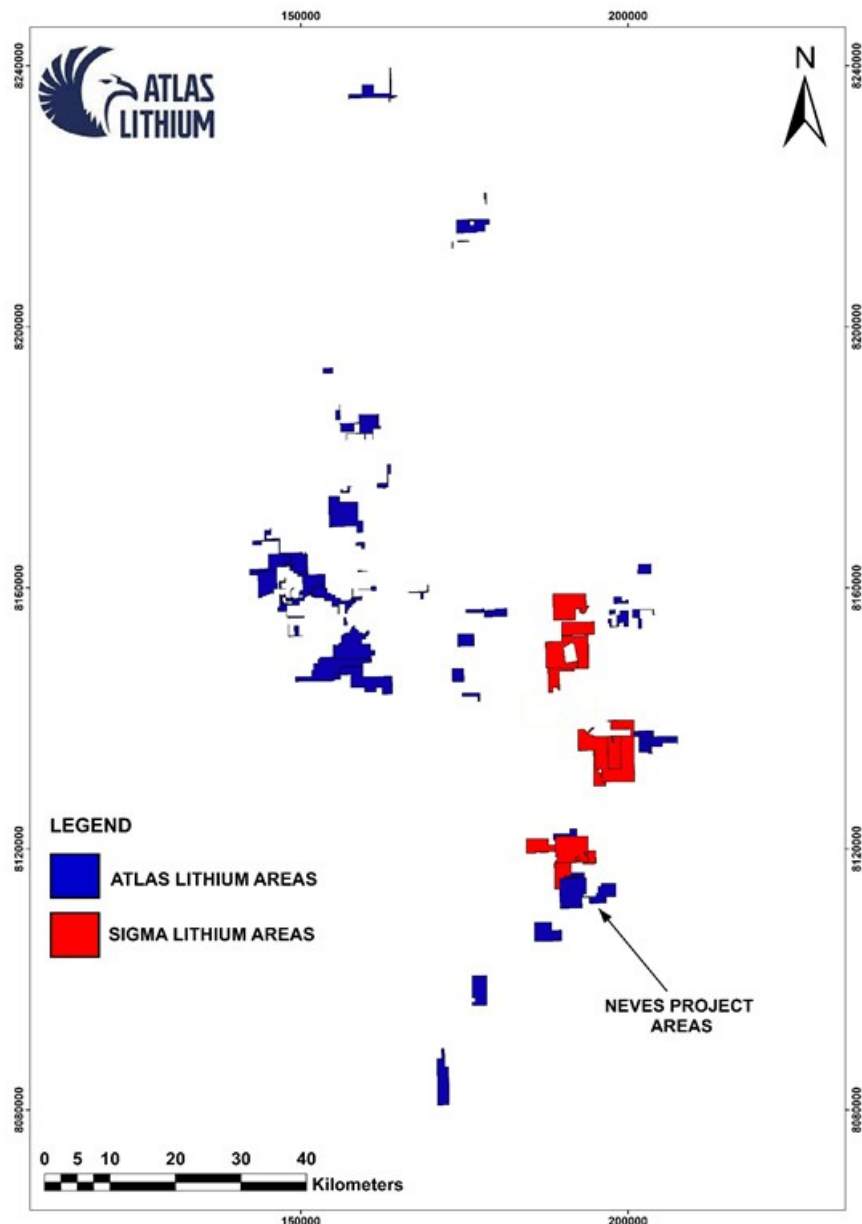 150000
200000
8240000
8240000
ATLAS
LITHIUM
N
8200000
8200000
8160000
8160000
LEGEND
8120000
8120000
ATLAS LITHIUM AREAS
SIGMA LITHIUM AREAS
NEVES PROJECT
AREAS
8080000
8080000
0 5 10 20 30 40
Kilometers
150000
200000